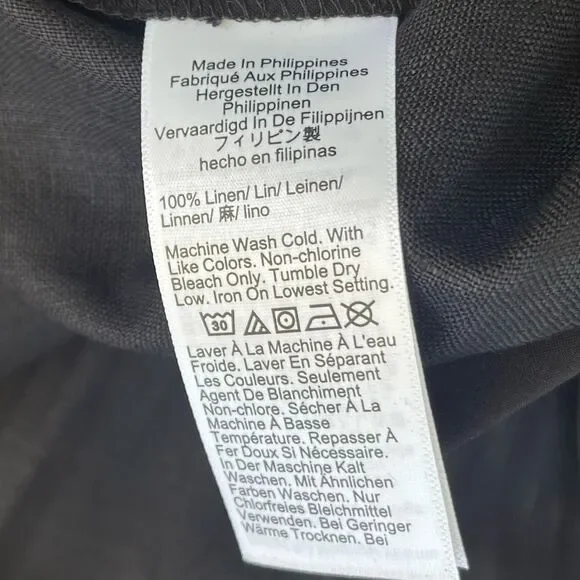 Made In Philippines
Fabriqué Aux Philippines
Hergestellt In Den
Philippinen
Vervaardigd In De Filippijnen
フィリピン製
hecho en filipinas
100% Linen/ Lin/ Leinen/
Linnen/ 麻/ lino
Machine Wash Cold. With
Like Colors. Non-chlorine
Bleach Only. Tumble Dry
Low. Iron On Lowest Setting.
30
Laver À La Machine À L'eau
Froide. Laver En Séparant
Les Couleurs. Seulement
Agent De Blanchiment
Non-chlore. Sécher À La
Machine À Basse
Température. Repasser À
Fer Doux Si Nécessaire.
In Der Maschine Kalt
Waschen. Mit Ähnlichen
Farben Waschen. Nur
Chlorfreies Bleichmittel
Verwenden. Bei Geringer
Wärme Trocknen. Bei